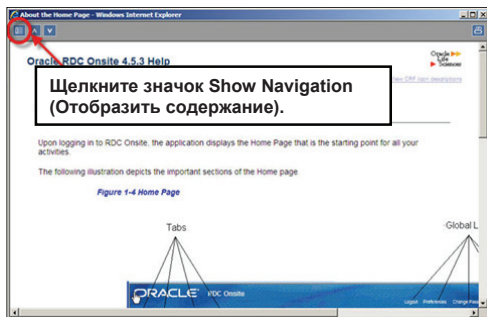 About the Home Page - Windows Internet Explorer
Oracle RDC Onsite 4.5.3 Help
Oracle
Life
Sciences
View CRF icon descriptions
Щелкните значок Show Navigation
(Отобразить содержание).
Upon logging in to RDC Onsite, the application displays the Home Page that is the starting point for all your
activities.
The following illustration depicts the important sections of the Home page
Figure 1-4 Home Page
Tabs
Global L
ORACLE RDC Onsite
Logout Preferences Change Pass